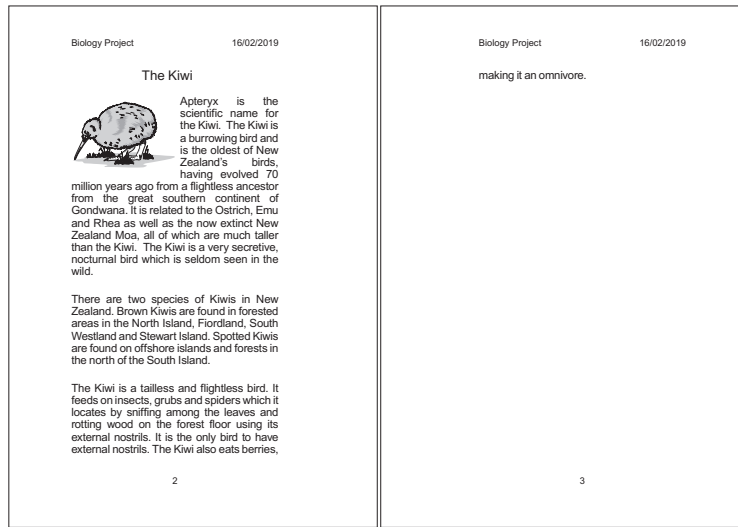 Biology Project 16/02/2019
The Kiwi
Apteryx is the
scientific name for
the Kiwi. The Kiwi is
a burrowing bird and
is the oldest of New
Zealand's birds,
having evolved 70
million years ago from a flightless ancestor
from the great southern continent of
Gondwana. It is related to the Ostrich, Emu
and Rhea as well as the now extinct New
Zealand Moa, all of which are much taller
than the Kiwi. The Kiwi is a very secretive,
nocturnal bird which is seldom seen in the
wild.
There are two species of Kiwis in New
Zealand. Brown Kiwis are found in forested
areas in the North Island, Fiordland, South
Westland and Stewart Island. Spotted Kiwis
are found on offshore islands and forests in
the north of the South Island.
The Kiwi is a tailless and flightless bird. It
feeds on insects, grubs and spiders which it
locates by sniffing among the leaves and
rotting wood on the forest floor using its
external nostrils. It is the only bird to have
external nostrils. The Kiwi also eats berries,
2
Biology Project 16/02/2019
making it an omnivore.
3